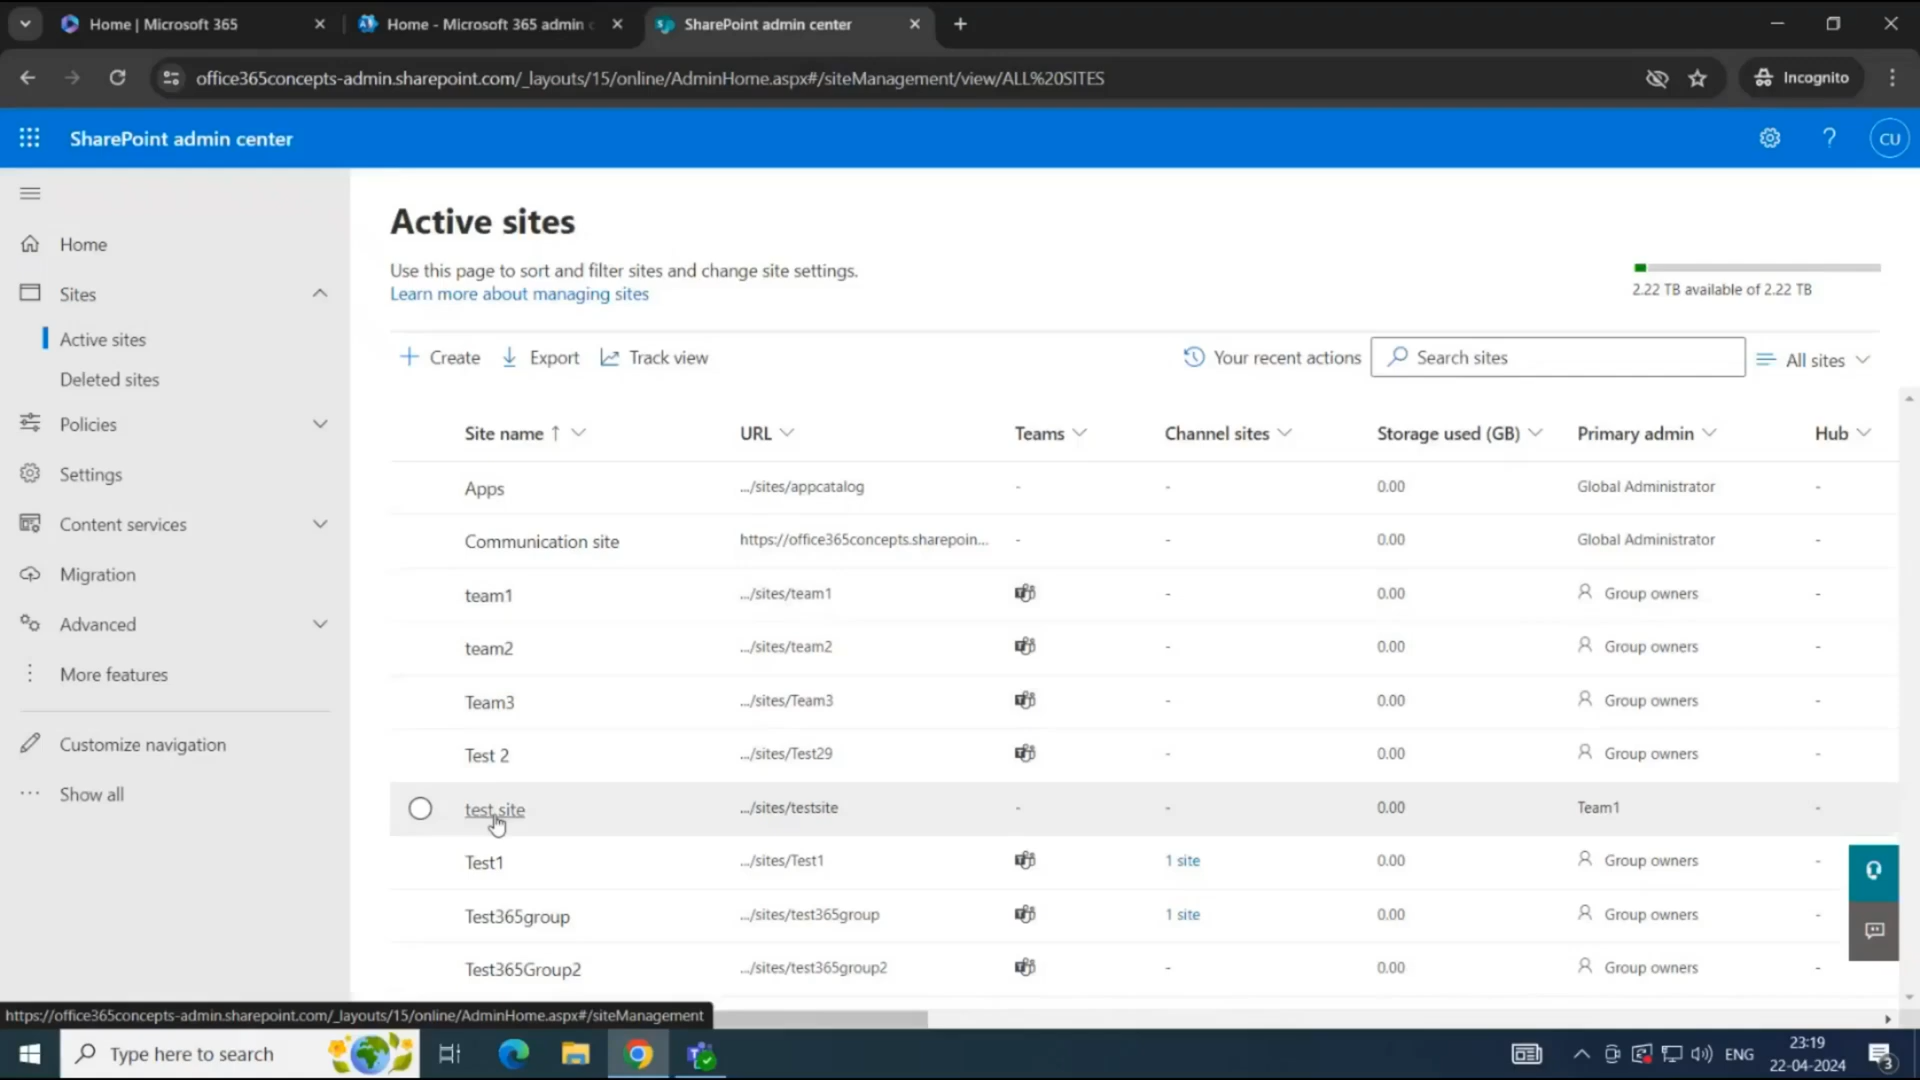 Home | Microsoft 365
Home - Microsoft 365 admin c
SharePoint admin center
office365concepts-admin.sharepoint.com/_layouts/15/online/AdminHome.aspx#/siteManagement/view/ALL%20SITES
Incognito
SharePoint admin center
?
CU
Home
Sites
Active sites
Deleted sites
Policies
Settings
Content services
Migration
Advanced
More features
Customize navigation
Show all
Active sites
Use this page to sort and filter sites and change site settings.
Learn more about managing sites
2.22 TB available of 2.22 TB
Create Export Track view Your recent actions Search sites All sites
Site name ↑ URL Teams Channel sites Storage used (GB) Primary admin Hub
Apps .../sites/appcatalog - - 0.00 Global Administrator -
Communication site https://office365concepts.sharepoin... - - 0.00 Global Administrator -
team1 .../sites/team1 - 0.00 Group owners -
team2 .../sites/team2 - 0.00 Group owners -
Team3 .../sites/Team3 - 0.00 Group owners -
Test 2 .../sites/Test29 - 0.00 Group owners -
test site .../sites/testsite - - 0.00 Team1 -
Test1 .../sites/Test1 1 site 0.00 Group owners -
Test365group .../sites/test365group 1 site 0.00 Group owners -
Test365Group2 .../sites/test365group2 - 0.00 Group owners -
https://office365concepts-admin.sharepoint.com/_layouts/15/online/AdminHome.aspx#/siteManagement
Type here to search
ENG
23:19
22-04-2024
3